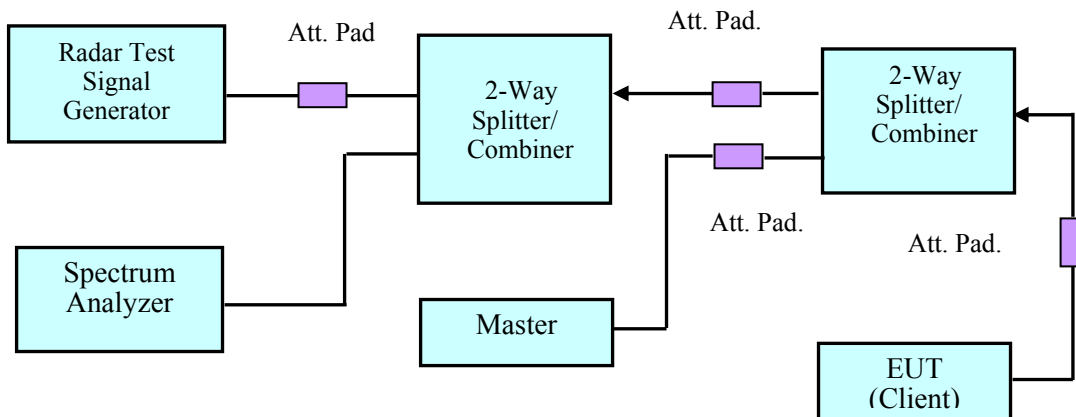 Radar Test
Signal
Generator
Att. Pad
2-Way
Splitter/
Combiner
Att. Pad.
2-Way
Splitter/
Combiner
Att. Pad.
Att. Pad.
Spectrum
Analyzer
Master
EUT
(Client)